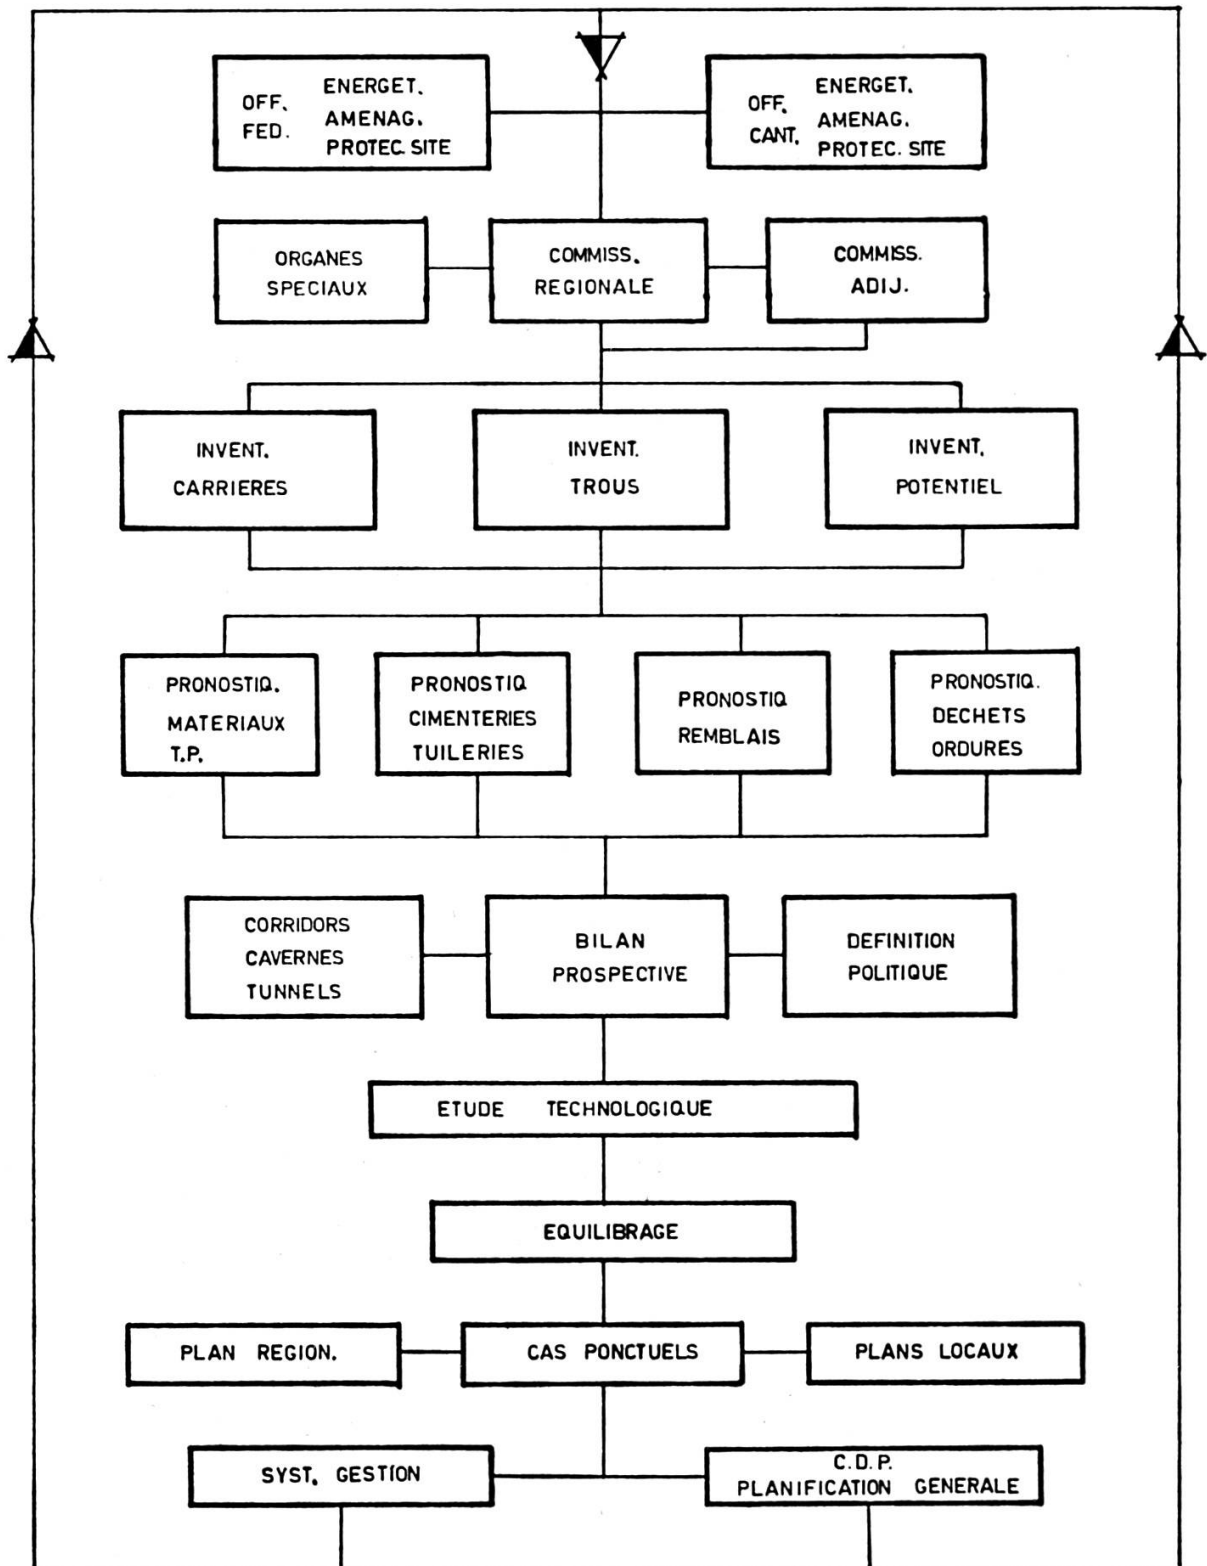 OFF.
FED.
ENERGET.
AMENAG.
PROTEC. SITE
OFF.
CANT.
ENERGET.
AMENAG.
PROTEC. SITE
ORGANES
SPECIAUX
COMMISS.
REGIONALE
COMMISS.
ADIJ.
INVENT.
CARRIERES
INVENT.
TROUS
INVENT.
POTENTIEL
PRONOSTIQ.
MATERIAUX
T.P.
PRONOSTIQ
CIMENTERIES
TUILERIES
PRONOSTIQ
REMBLAIS
PRONOSTIQ.
DECHETS
ORDURES
CORRIDORS
CAVERNES
TUNNELS
BILAN
PROSPECTIVE
DEFINITION
POLITIQUE
ETUDE TECHNOLOGIQUE
EQUILIBRAGE
PLAN REGION.
CAS PONCTUELS
PLANS LOCAUX
SYST. GESTION
C.D.P.
PLANIFICATION GENERALE